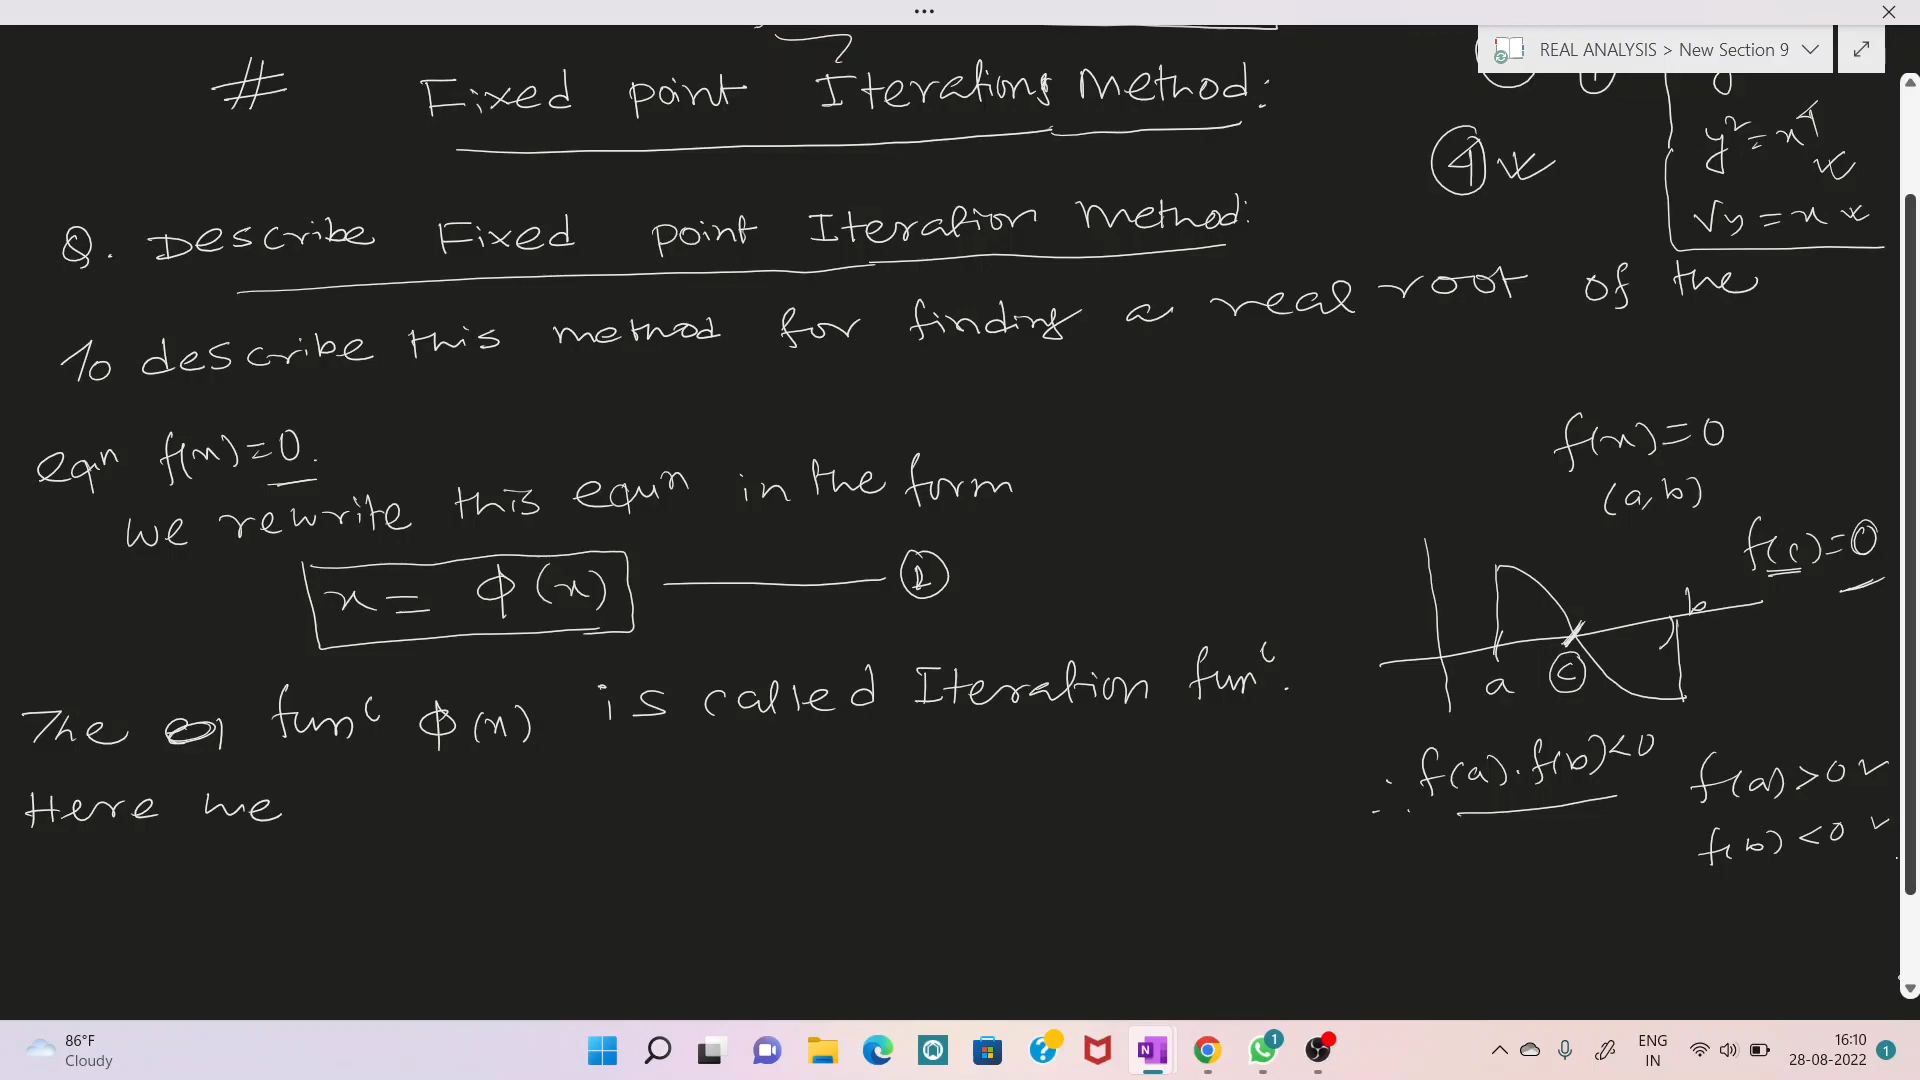 REAL ANALYSIS > New Section 9
# Fixed point Iterations Method:
④
y² = x⁴
√y = x
Q. Describe Fixed point Iteration Method:
To describe this method for finding a real root of the
eqn f(x)=0.
We rewrite this equn in the form
x = φ(x) ①
The func φ(x) is called Iteration func.
Here we
f(x)=0
(a,b)
f(c)=0
b
a
c
∴ f(a).f(b)<0
f(a) > 0 ✓
f(b) < 0 ✓
86°F
Cloudy
1
ENG
IN
16:10
28-08-2022
1